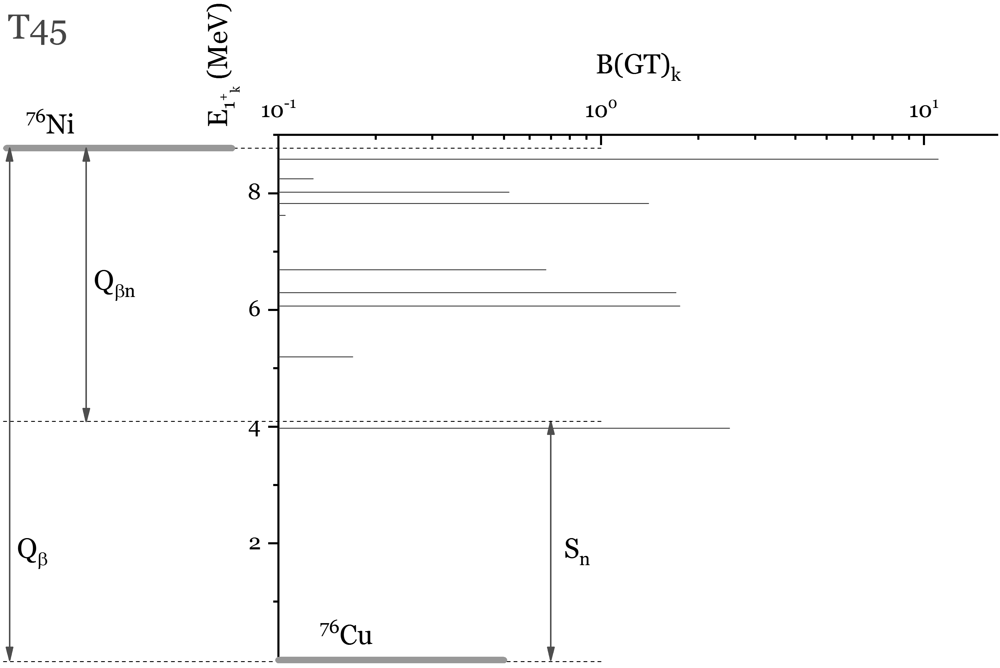 T45
E₁⁺ₖ (MeV)
B(GT)ₖ
10⁻¹ 10⁰ 10¹
⁷⁶Ni
8
Qβn
6
4
2
Qβ
Sₙ
⁷⁶Cu